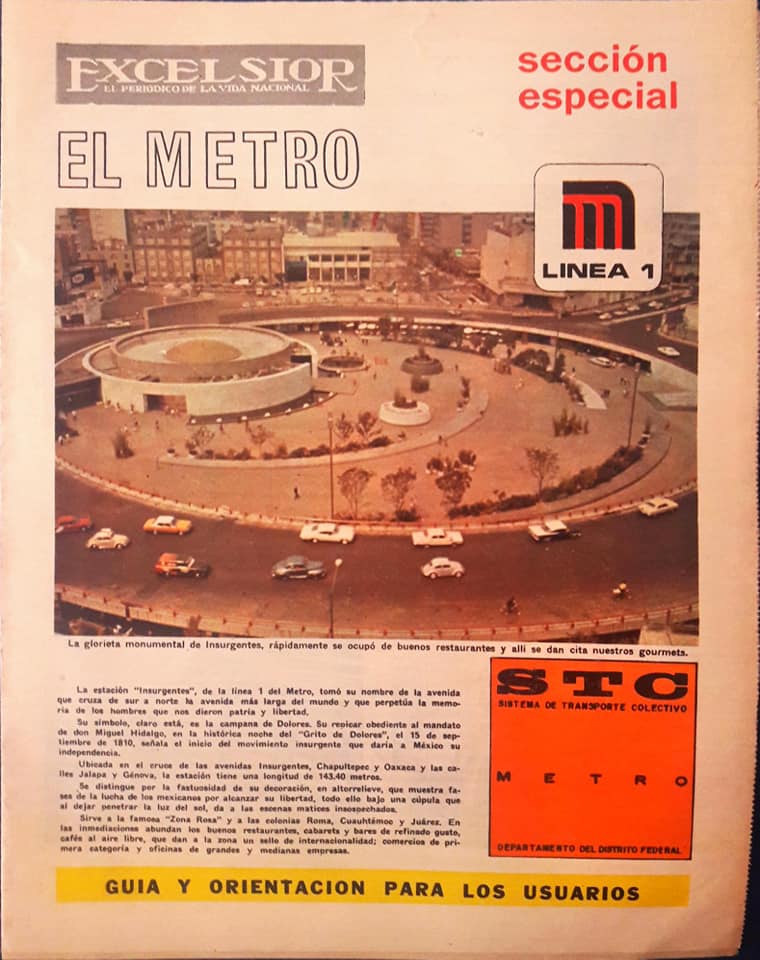 EXCELSIOR
EL PERIODICO DE LA VIDA NACIONAL
sección
especial
EL METRO
LINEA 1
La glorieta monumental de Insurgentes, rápidamente se ocupó de buenos restaurantes y allí se dan cita nuestros gourmets.
La estación "Insurgentes", de la línea 1 del Metro, tomó su nombre de la avenida
que cruza de sur a norte la avenida más larga del mundo y que perpetúa la memo-
ria de los hombres que nos dieron patria y libertad.
Su símbolo, claro está, es la campana de Dolores. Su repicar obediente al mandato
de don Miguel Hidalgo, en la histórica noche del "Grito de Dolores", el 15 de sep-
tiembre de 1810, señala el inicio del movimiento insurgente que daría a México su
independencia.
Ubicada en el cruce de las avenidas Insurgentes, Chapultepec y Oaxaca y las ca-
lles Jalapa y Génova, la estación tiene una longitud de 143.40 metros.
Se distingue por la fastuosidad de su decoración, en altorrelieve, que muestra fa-
ses de la lucha de los mexicanos por alcanzar su libertad, todo ello bajo una cúpula que
al dejar penetrar la luz del sol, da a las escenas matices insospechados.
Sirve a la famosa "Zona Rosa" y a las colonias Roma, Cuauhtémoc y Juárez. En
las inmediaciones abundan los buenos restaurantes, cabarets y bares de refinado gusto,
cafés al aire libre, que dan a la zona un sello de internacionalidad; comercios de pri-
mera categoría y oficinas de grandes y medianas empresas.
STC
SISTEMA DE TRANSPORTE COLECTIVO
METRO
DEPARTAMENTO DEL DISTRITO FEDERAL
GUIA Y ORIENTACION PARA LOS USUARIOS